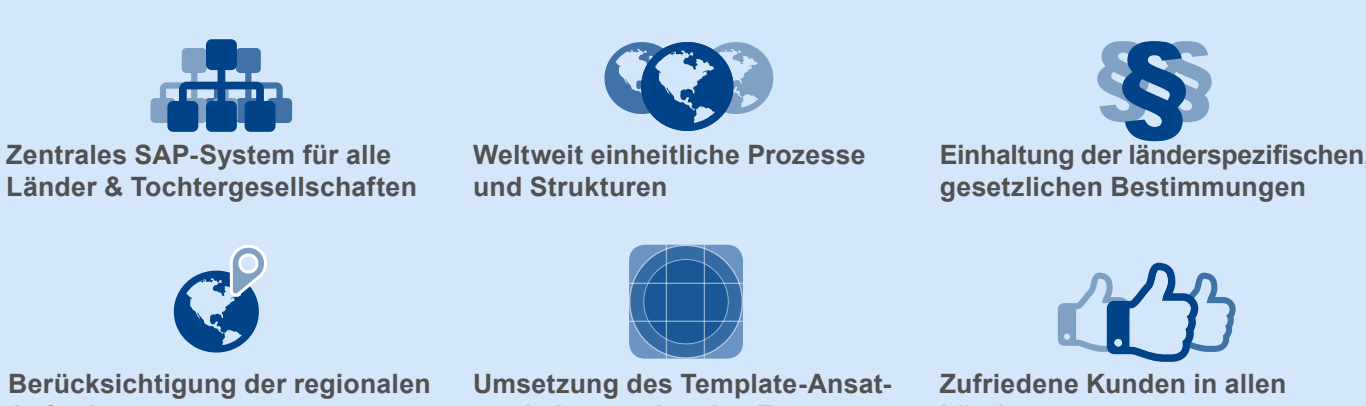 Zentrales SAP-System für alle
Länder & Tochtergesellschaften
Weltweit einheitliche Prozesse
und Strukturen
Einhaltung der länderspezifischen,
gesetzlichen Bestimmungen
Berücksichtigung der regionalen
Umsetzung des Template-Ansat-
Zufriedene Kunden in allen